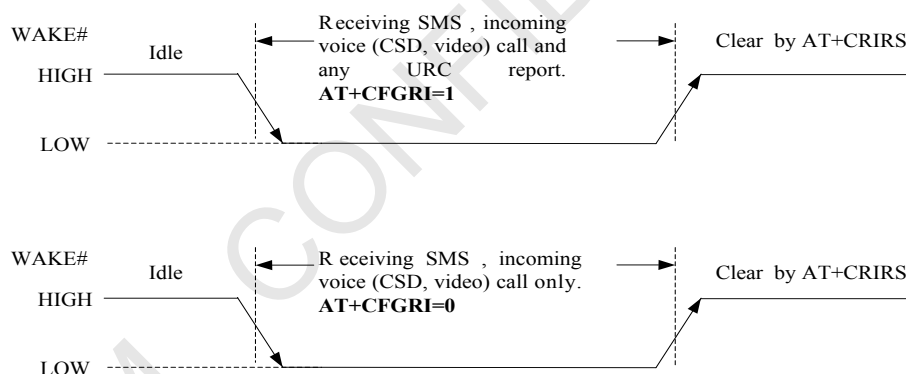 WAKE#
Idle
Receiving SMS , incoming
voice (CSD, video) call and
any URC report.
AT+CFGRI=1
Clear by AT+CRIRS
HIGH
LOW
WAKE#
Idle
R eceiving SMS , incoming
voice (CSD, video) call only.
AT+CFGRI=0
Clear by AT+CRIRS
HIGH
LOW